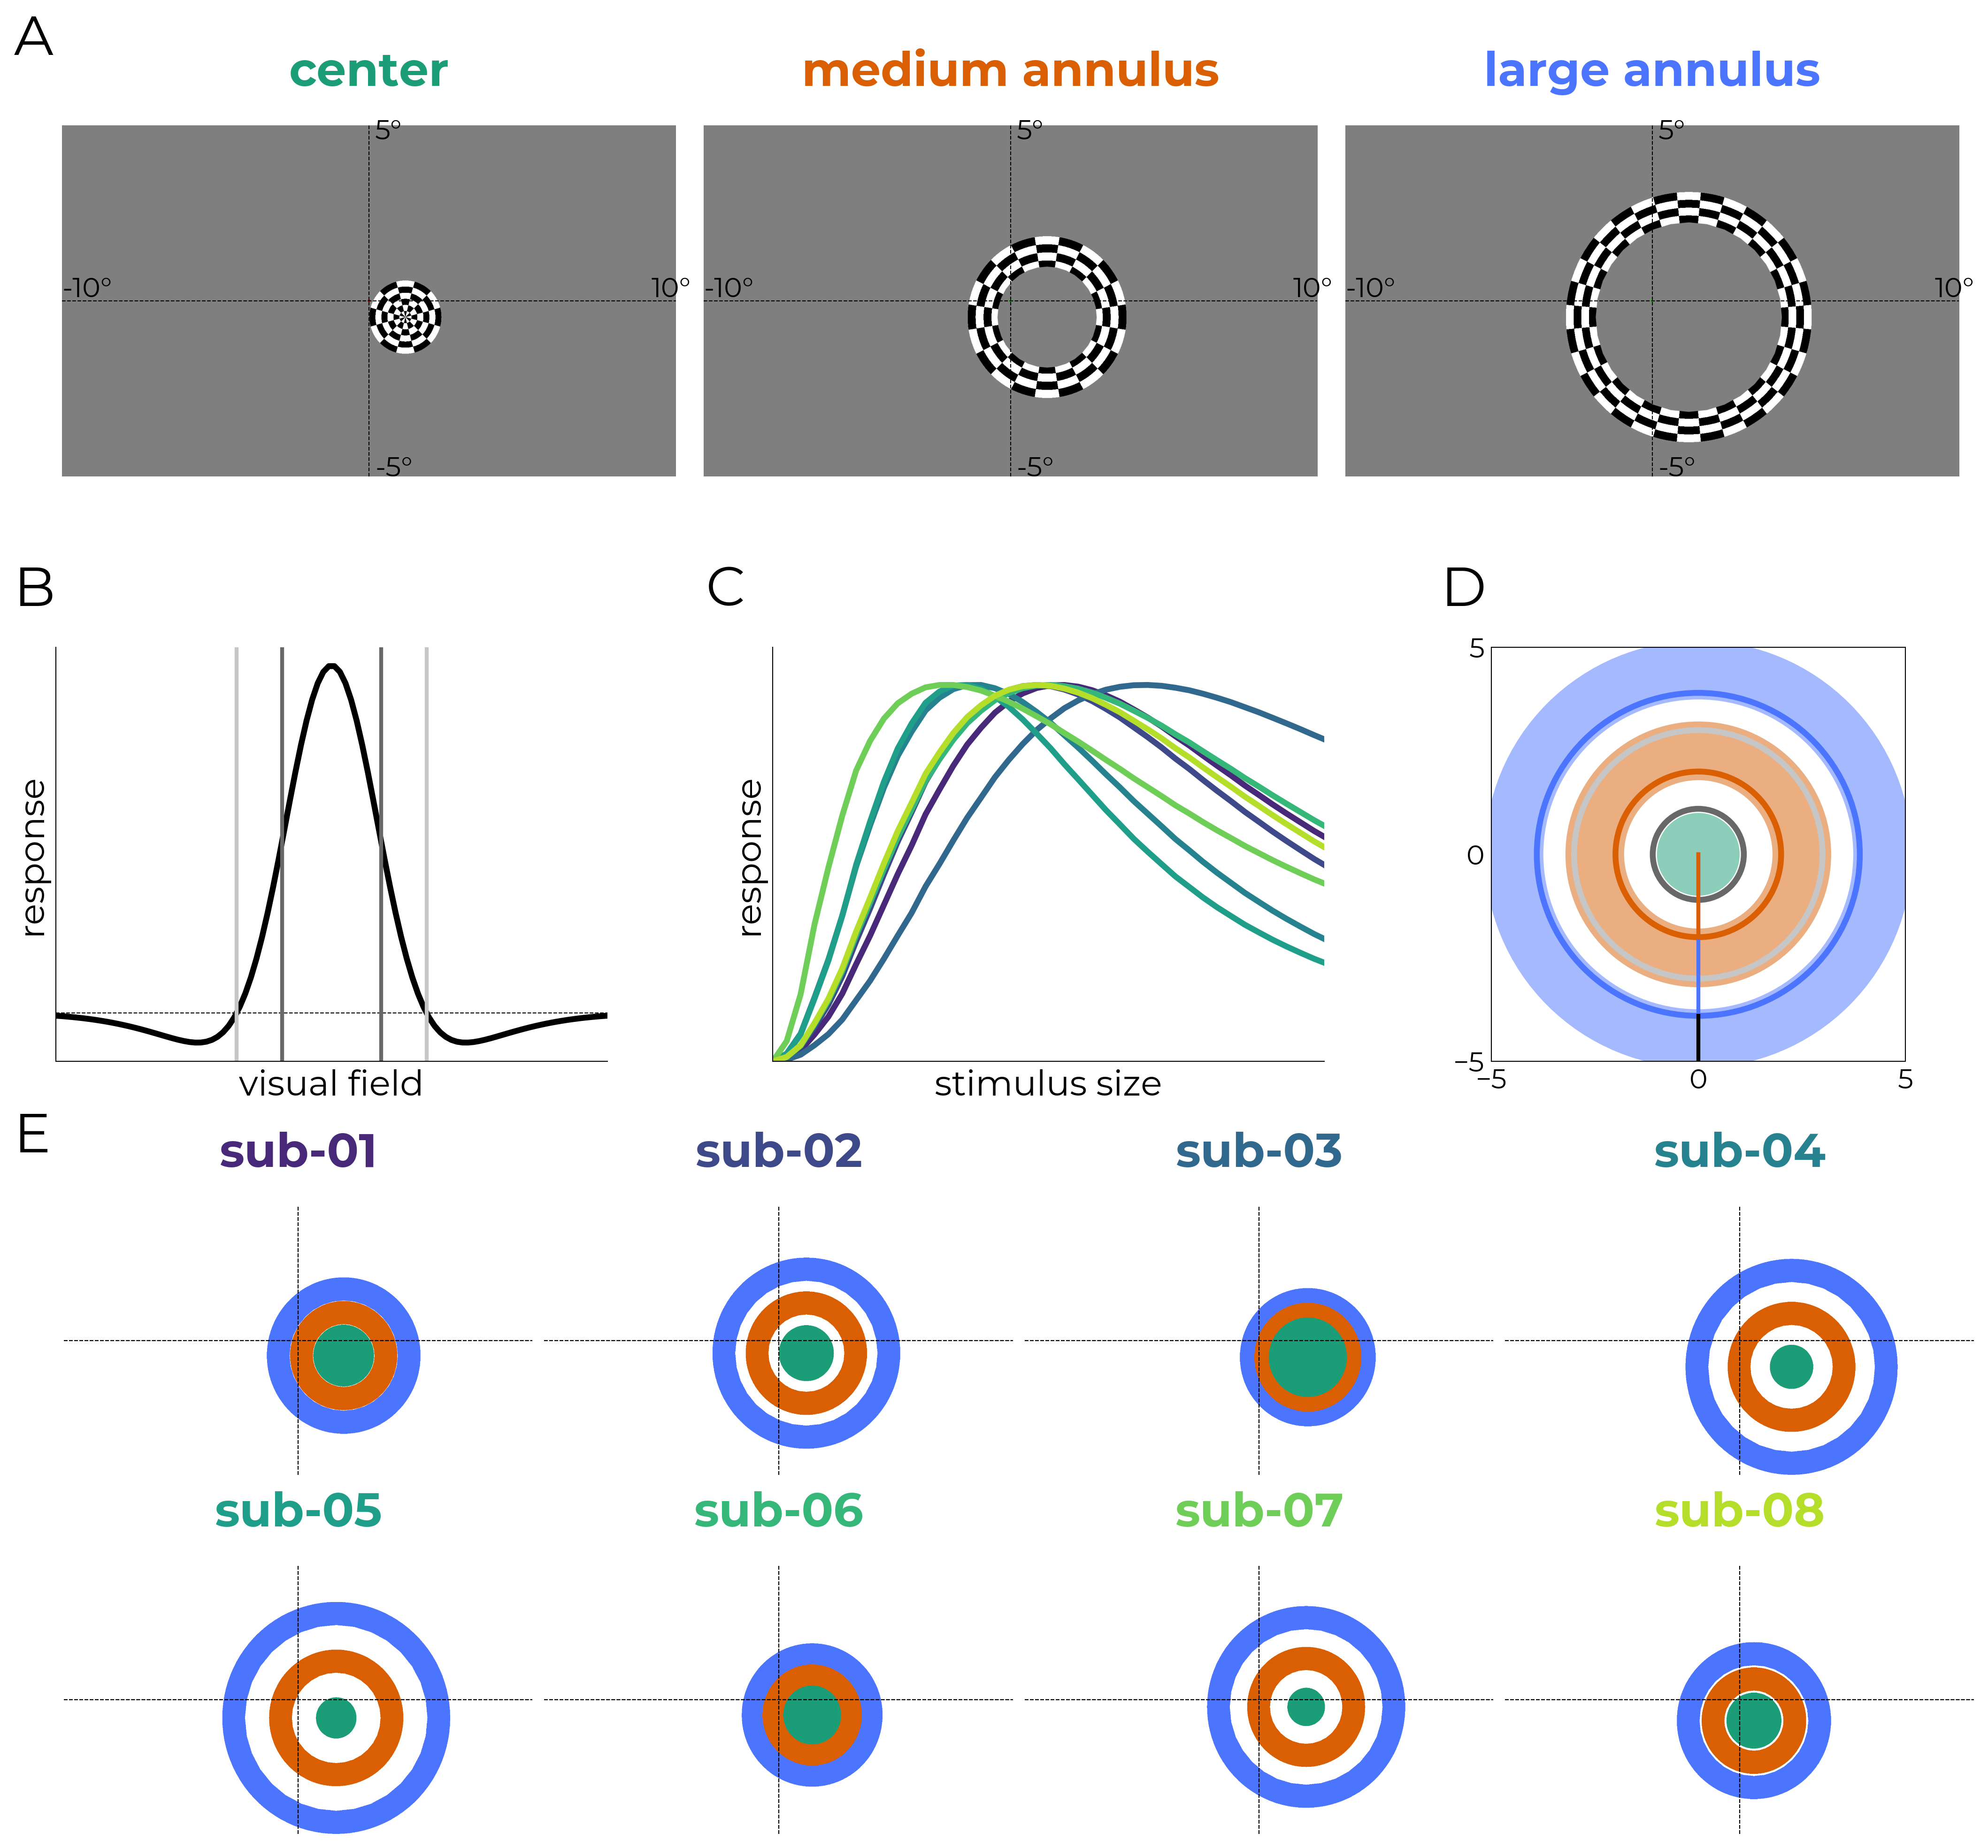 A
center
medium annulus
large annulus
5°
5°
5°
-10°
10°
-10°
10°
-10°
10°
-5°
-5°
-5°
B
C
D
response
visual field
response
stimulus size
5
0
−5
−5
0
5
E
sub-01
sub-02
sub-03
sub-04
sub-05
sub-06
sub-07
sub-08